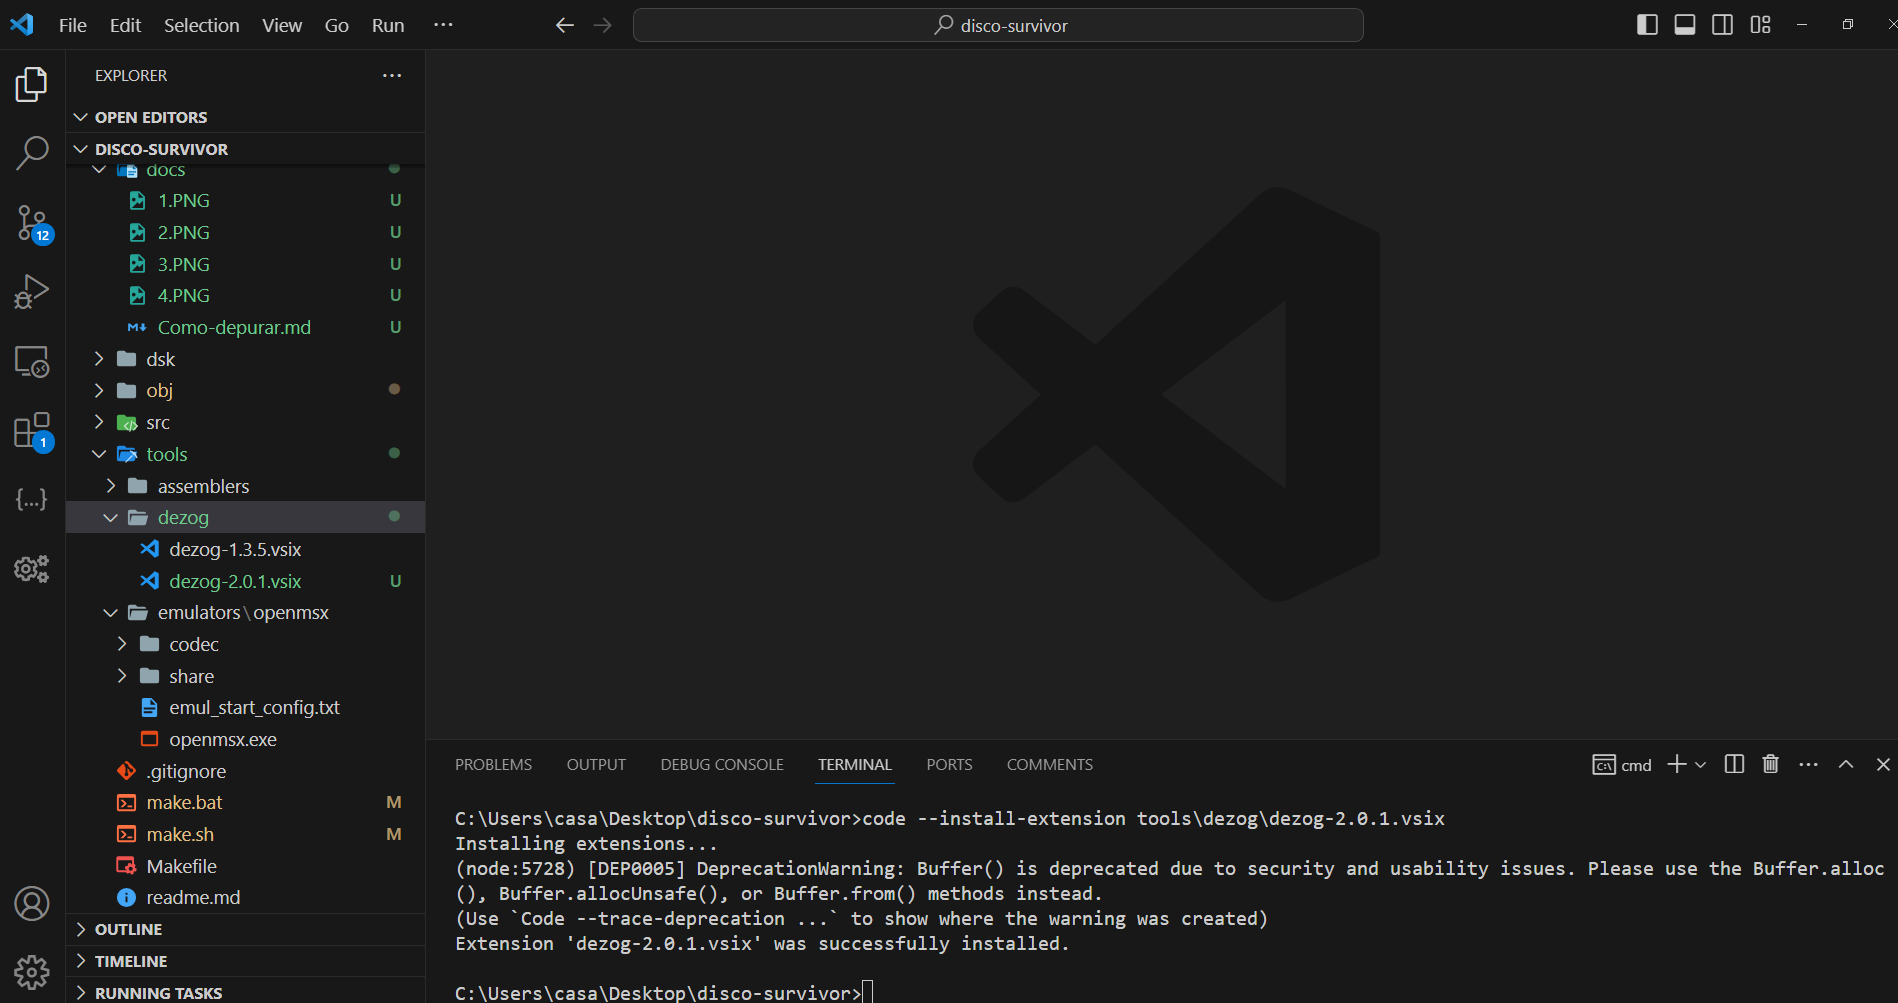 File Edit Selection View Go Run ···
disco-survivor
EXPLORER ···
OPEN EDITORS
DISCO-SURVIVOR
docs
1.PNG U
2.PNG U
3.PNG U
4.PNG U
Como-depurar.md U
dsk
obj
src
tools
assemblers
dezog
dezog-1.3.5.vsix
dezog-2.0.1.vsix U
emulators\openmsx
codec
share
emul_start_config.txt
openmsx.exe
.gitignore
make.bat M
make.sh M
Makefile
readme.md
OUTLINE
TIMELINE
RUNNING TASKS
12
1
{...}
PROBLEMS OUTPUT DEBUG CONSOLE TERMINAL PORTS COMMENTS
cmd
C:\Users\casa\Desktop\disco-survivor>code --install-extension tools\dezog\dezog-2.0.1.vsix
Installing extensions...
(node:5728) [DEP0005] DeprecationWarning: Buffer() is deprecated due to security and usability issues. Please use the Buffer.alloc
(), Buffer.allocUnsafe(), or Buffer.from() methods instead.
(Use `Code --trace-deprecation ...` to show where the warning was created)
Extension 'dezog-2.0.1.vsix' was successfully installed.
C:\Users\casa\Desktop\disco-survivor>